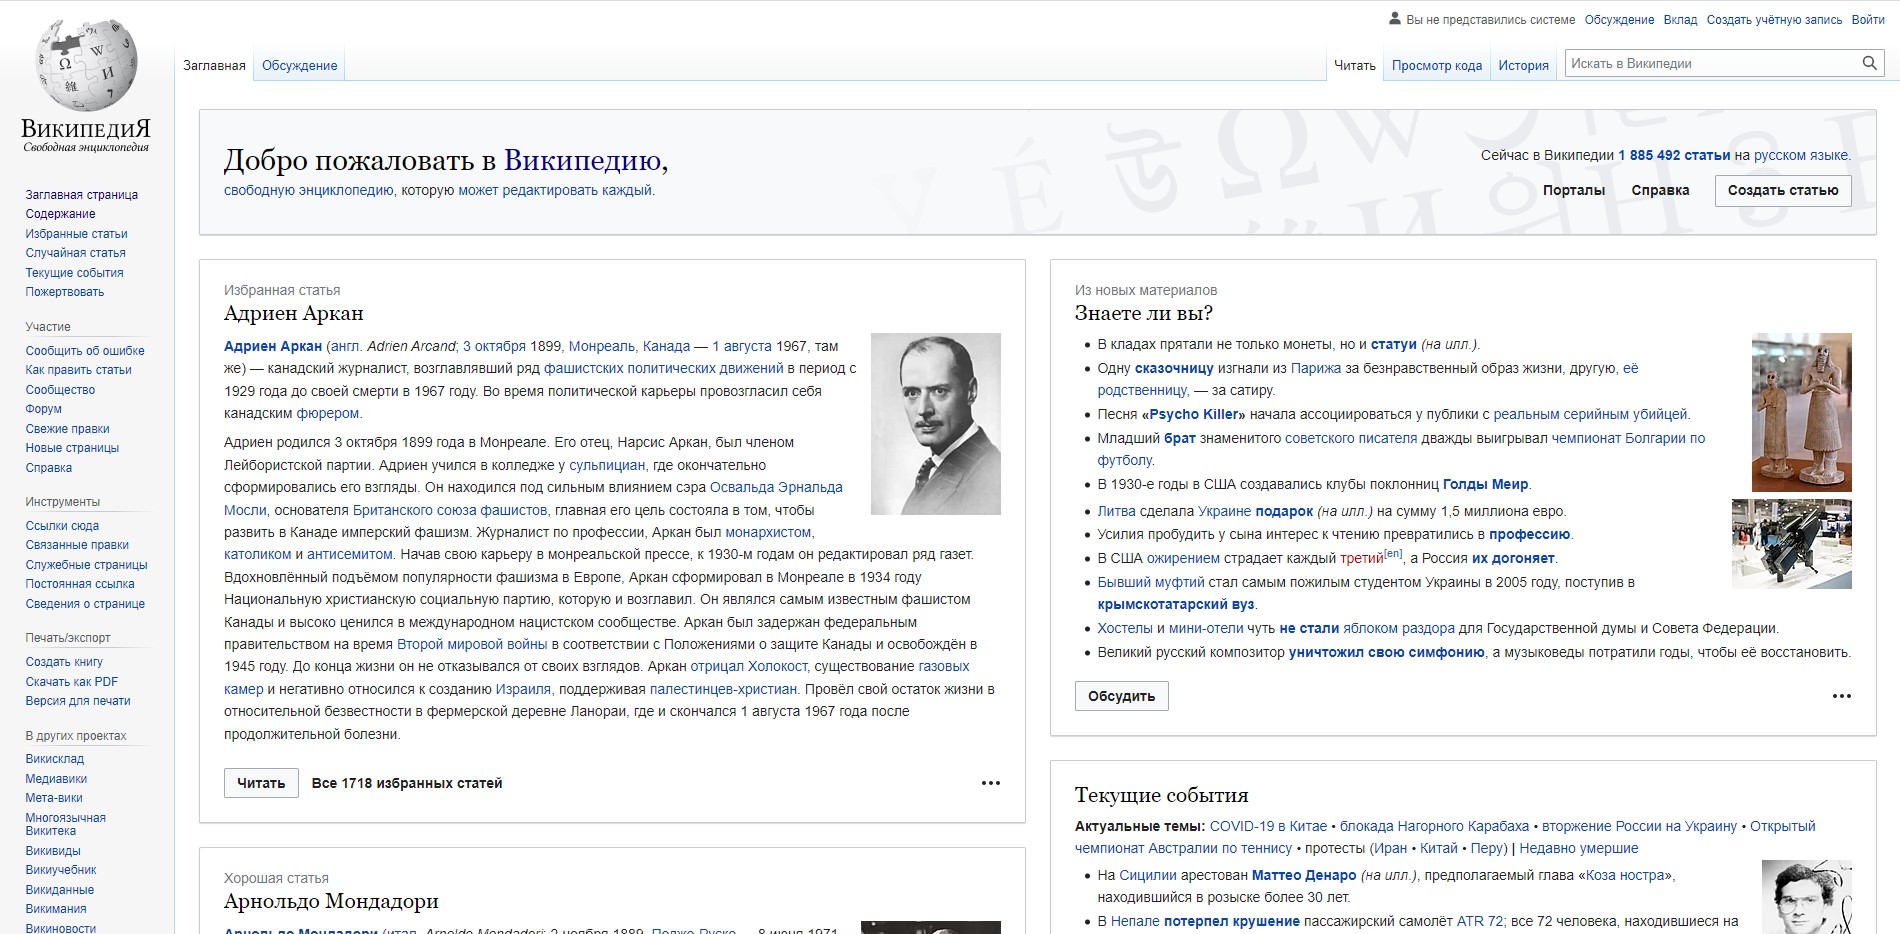 Вы не представились системе Обсуждение Вклад Создать учётную запись Войти
Заглавная Обсуждение Читать Просмотр кода История Искать в Википедии
Ω W И 維
ВикипедиЯ
Свободная энциклопедия
Заглавная страница
Содержание
Избранные статьи
Случайная статья
Текущие события
Пожертвовать
Участие
Сообщить об ошибке
Как править статьи
Сообщество
Форум
Свежие правки
Новые страницы
Справка
Инструменты
Ссылки сюда
Связанные правки
Служебные страницы
Постоянная ссылка
Сведения о странице
Печать/экспорт
Создать книгу
Скачать как PDF
Версия для печати
В других проектах
Викисклад
Медиавики
Мета-вики
Многоязычная
Викитека
Викивиды
Викиучебник
Викиданные
Викимания
Викиновости
Добро пожаловать в Википедию,
свободную энциклопедию, которую может редактировать каждый.
Сейчас в Википедии 1 885 492 статьи на русском языке.
Порталы Справка Создать статью
Избранная статья
Адриен Аркан
Адриен Аркан (англ. Adrien Arcand; 3 октября 1899, Монреаль, Канада — 1 августа 1967, там
же) — канадский журналист, возглавлявший ряд фашистских политических движений в период с
1929 года до своей смерти в 1967 году. Во время политической карьеры провозгласил себя
канадским фюрером.
Адриен родился 3 октября 1899 года в Монреале. Его отец, Нарсис Аркан, был членом
Лейбористской партии. Адриен учился в колледже у сульпициан, где окончательно
сформировались его взгляды. Он находился под сильным влиянием сэра Освальда Эрнальда
Мосли, основателя Британского союза фашистов, главная его цель состояла в том, чтобы
развить в Канаде имперский фашизм. Журналист по профессии, Аркан был монархистом,
католиком и антисемитом. Начав свою карьеру в монреальской прессе, к 1930-м годам он редактировал ряд газет.
Вдохновлённый подъёмом популярности фашизма в Европе, Аркан сформировал в Монреале в 1934 году
Национальную христианскую социальную партию, которую и возглавил. Он являлся самым известным фашистом
Канады и высоко ценился в международном нацистском сообществе. Аркан был задержан федеральным
правительством на время Второй мировой войны в соответствии с Положениями о защите Канады и освобождён в
1945 году. До конца жизни он не отказывался от своих взглядов. Аркан отрицал Холокост, существование газовых
камер и негативно относился к созданию Израиля, поддерживая палестинцев-христиан. Провёл свой остаток жизни в
относительной безвестности в фермерской деревне Ланораи, где и скончался 1 августа 1967 года после
продолжительной болезни.
Читать Все 1718 избранных статей
Хорошая статья
Арнольдо Мондадори
Арнольдо Мондадори (итал. Arnoldo Mondadori; 2 ноября 1889, Поджо-Руско — 8 июня 1971,
Из новых материалов
Знаете ли вы?
• В кладах прятали не только монеты, но и статуи (на илл.).
• Одну сказочницу изгнали из Парижа за безнравственный образ жизни, другую, её
родственницу, — за сатиру.
• Песня «Psycho Killer» начала ассоциироваться у публики с реальным серийным убийцей.
• Младший брат знаменитого советского писателя дважды выигрывал чемпионат Болгарии по
футболу.
• В 1930-е годы в США создавались клубы поклонниц Голды Меир.
• Литва сделала Украине подарок (на илл.) на сумму 1,5 миллиона евро.
• Усилия пробудить у сына интерес к чтению превратились в профессию.
• В США ожирением страдает каждый третий[en], а Россия их догоняет.
• Бывший муфтий стал самым пожилым студентом Украины в 2005 году, поступив в
крымскотатарский вуз.
• Хостелы и мини-отели чуть не стали яблоком раздора для Государственной думы и Совета Федерации.
• Великий русский композитор уничтожил свою симфонию, а музыковеды потратили годы, чтобы её восстановить.
Обсудить
Текущие события
Актуальные темы: COVID-19 в Китае • блокада Нагорного Карабаха • вторжение России на Украину • Открытый
чемпионат Австралии по теннису • протесты (Иран • Китай • Перу) | Недавно умершие
• На Сицилии арестован Маттео Денаро (на илл.), предполагаемый глава «Коза ностра»,
находившийся в розыске более 30 лет.
• В Непале потерпел крушение пассажирский самолёт ATR 72; все 72 человека, находившиеся на